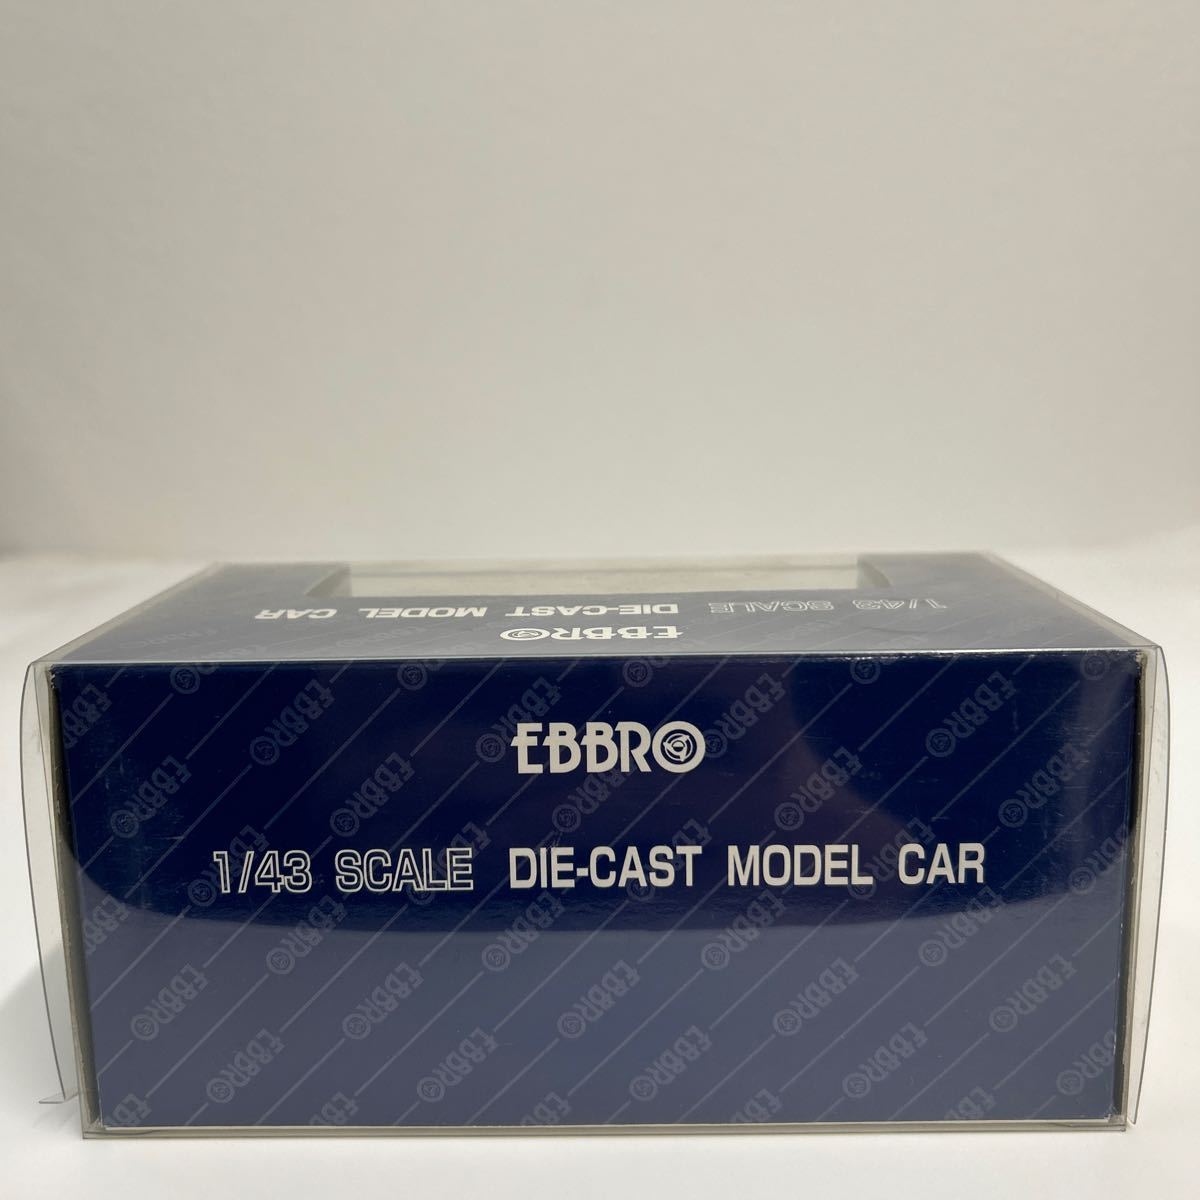 1/43 SCALE DIE-CAST MODEL CAR
EBBRO
EBBRO
1/43 SCALE DIE-CAST MODEL CAR